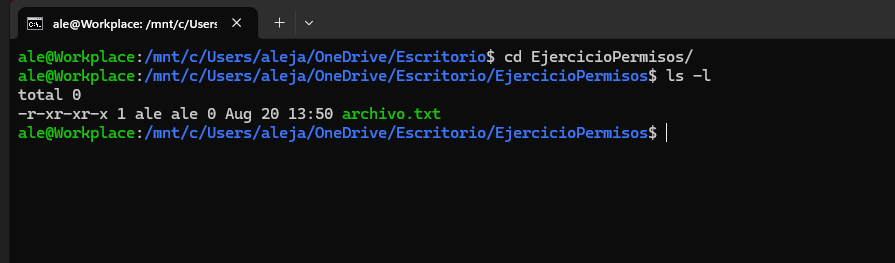 ale@Workplace: /mnt/c/Users
ale@Workplace:/mnt/c/Users/aleja/OneDrive/Escritorio$ cd EjercicioPermisos/
ale@Workplace:/mnt/c/Users/aleja/OneDrive/Escritorio/EjercicioPermisos$ ls -l
total 0
-r-xr-xr-x 1 ale ale 0 Aug 20 13:50 archivo.txt
ale@Workplace:/mnt/c/Users/aleja/OneDrive/Escritorio/EjercicioPermisos$